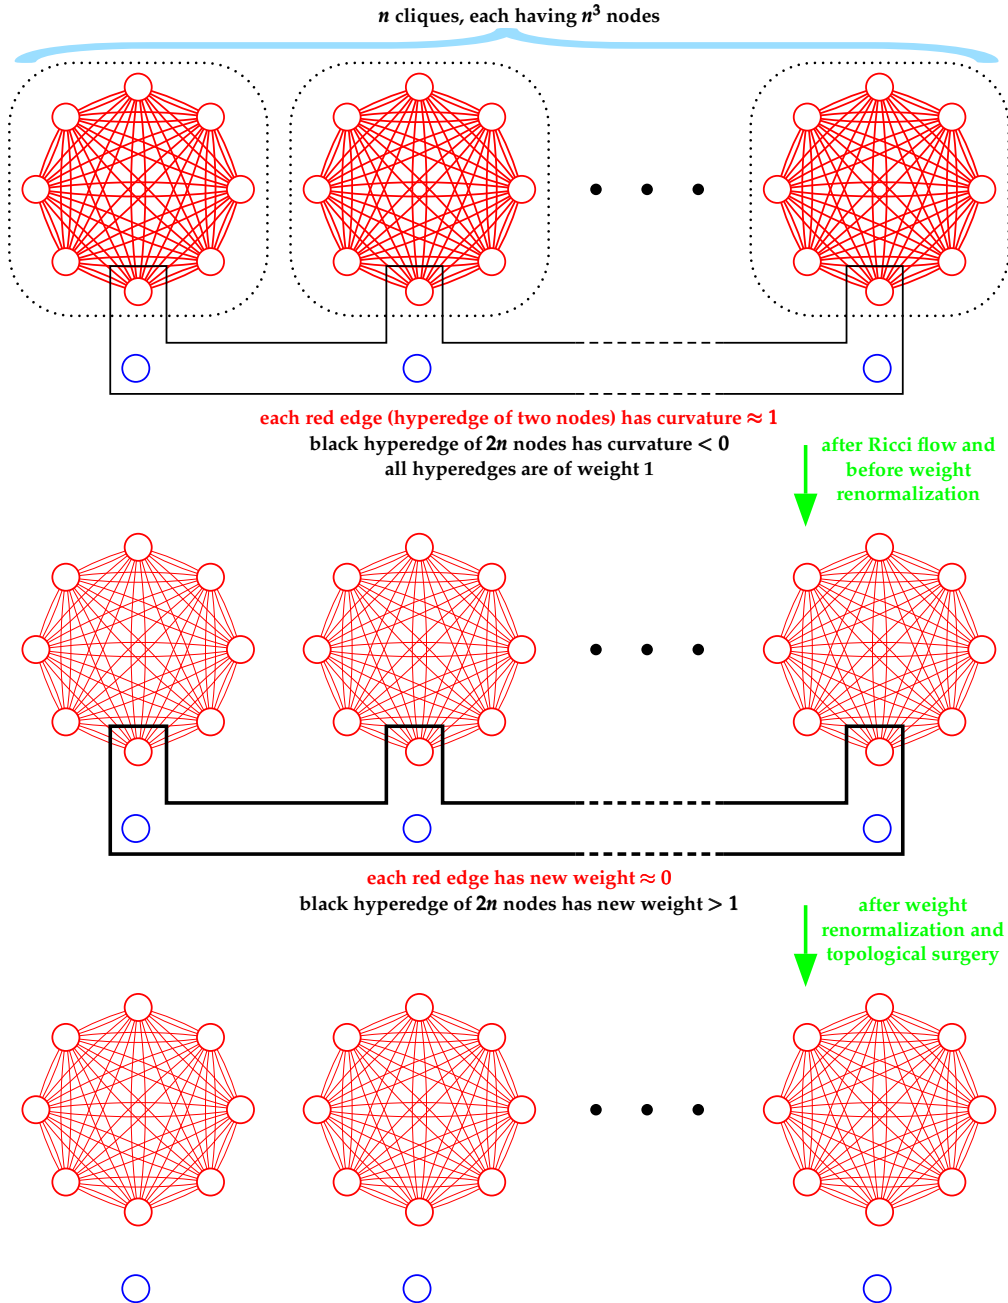 n cliques, each having n³ nodes
each red edge (hyperedge of two nodes) has curvature ≈ 1
black hyperedge of 2n nodes has curvature < 0
all hyperedges are of weight 1
after Ricci flow and
before weight
renormalization
each red edge has new weight ≈ 0
black hyperedge of 2n nodes has new weight > 1
after weight
renormalization and
topological surgery